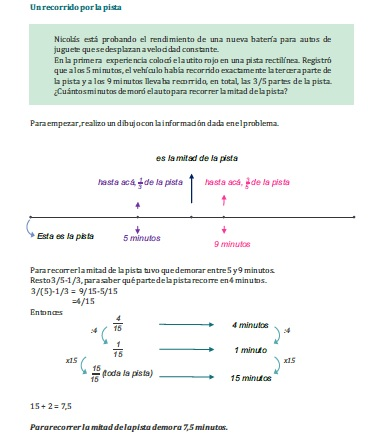 Un recorrido por la pista
Nicolás está probando el rendimiento de una nueva batería para autos de
juguete que se desplazan a velocidad constante.
En la primera experiencia colocó el autito rojo en una pista rectilínea. Registró
que a los 5 minutos, el vehículo había recorrido exactamente la tercera parte de
la pista y a los 9 minutos llevaba recorrido, en total, las 3/5 partes de la pista.
¿Cuántos minutos demoró el auto para recorrer la mitad de la pista?
Para empezar, realizo un dibujo con la información dada en el problema.
es la mitad de la pista
hasta acá, 1/3 de la pista
hasta acá, 3/5 de la pista
Esta es la pista
5 minutos
9 minutos
Para recorrer la mitad de la pista tuvo que demorar entre 5 y 9 minutos.
Resto 3/5-1/3, para saber qué parte de la pista recorre en 4 minutos.
3/(5)-1/3 = 9/15-5/15
=4/15
Entonces
4/15 4 minutos
:4 :4
1/15 1 minuto
x15 x15
15/15 (toda la pista) 15 minutos
15 ÷ 2 = 7,5
Para recorrer la mitad de la pista demora 7,5 minutos.